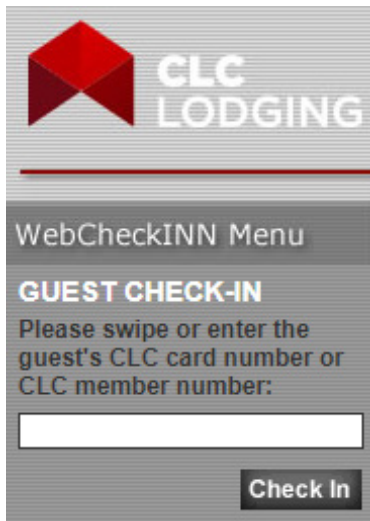 CLC
LODGING
WebCheckINN Menu
GUEST CHECK-IN
Please swipe or enter the
guest's CLC card number or
CLC member number:
Check In